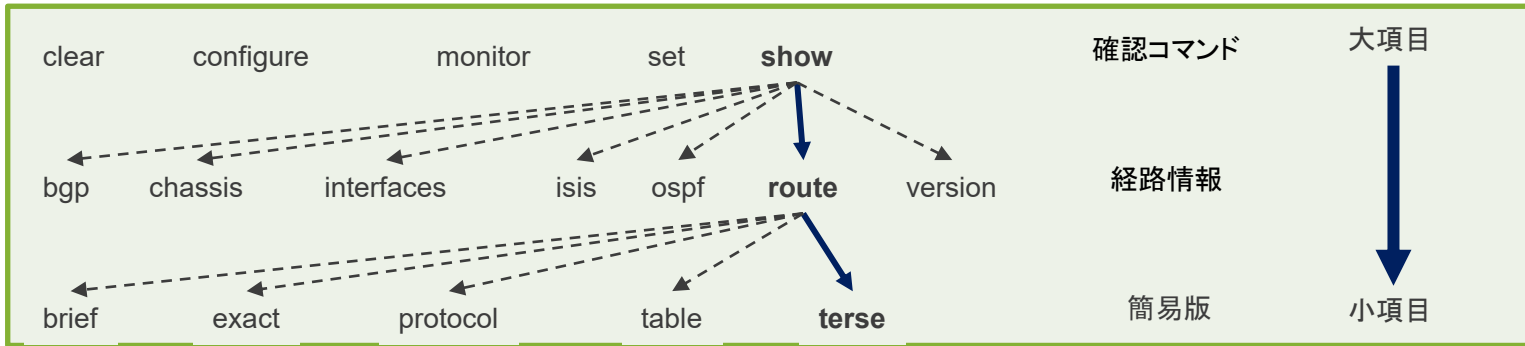 clear configure monitor set show 確認コマンド 大項目
bgp chassis interfaces isis ospf route version 経路情報
brief exact protocol table terse 簡易版 小項目